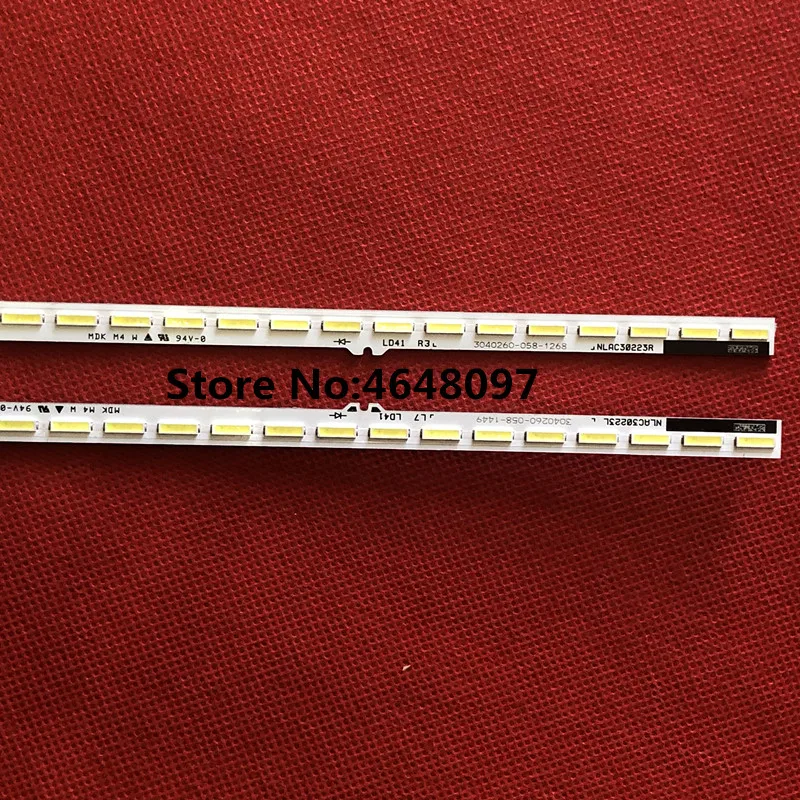 MDK M4 W 94V-0
LD41 R3
3040260-058-1268
NLAC30223R
Store No:4648097
94V-0
MDK M4 W
LD41
L7
3040260-058-1449
NLAC30223L